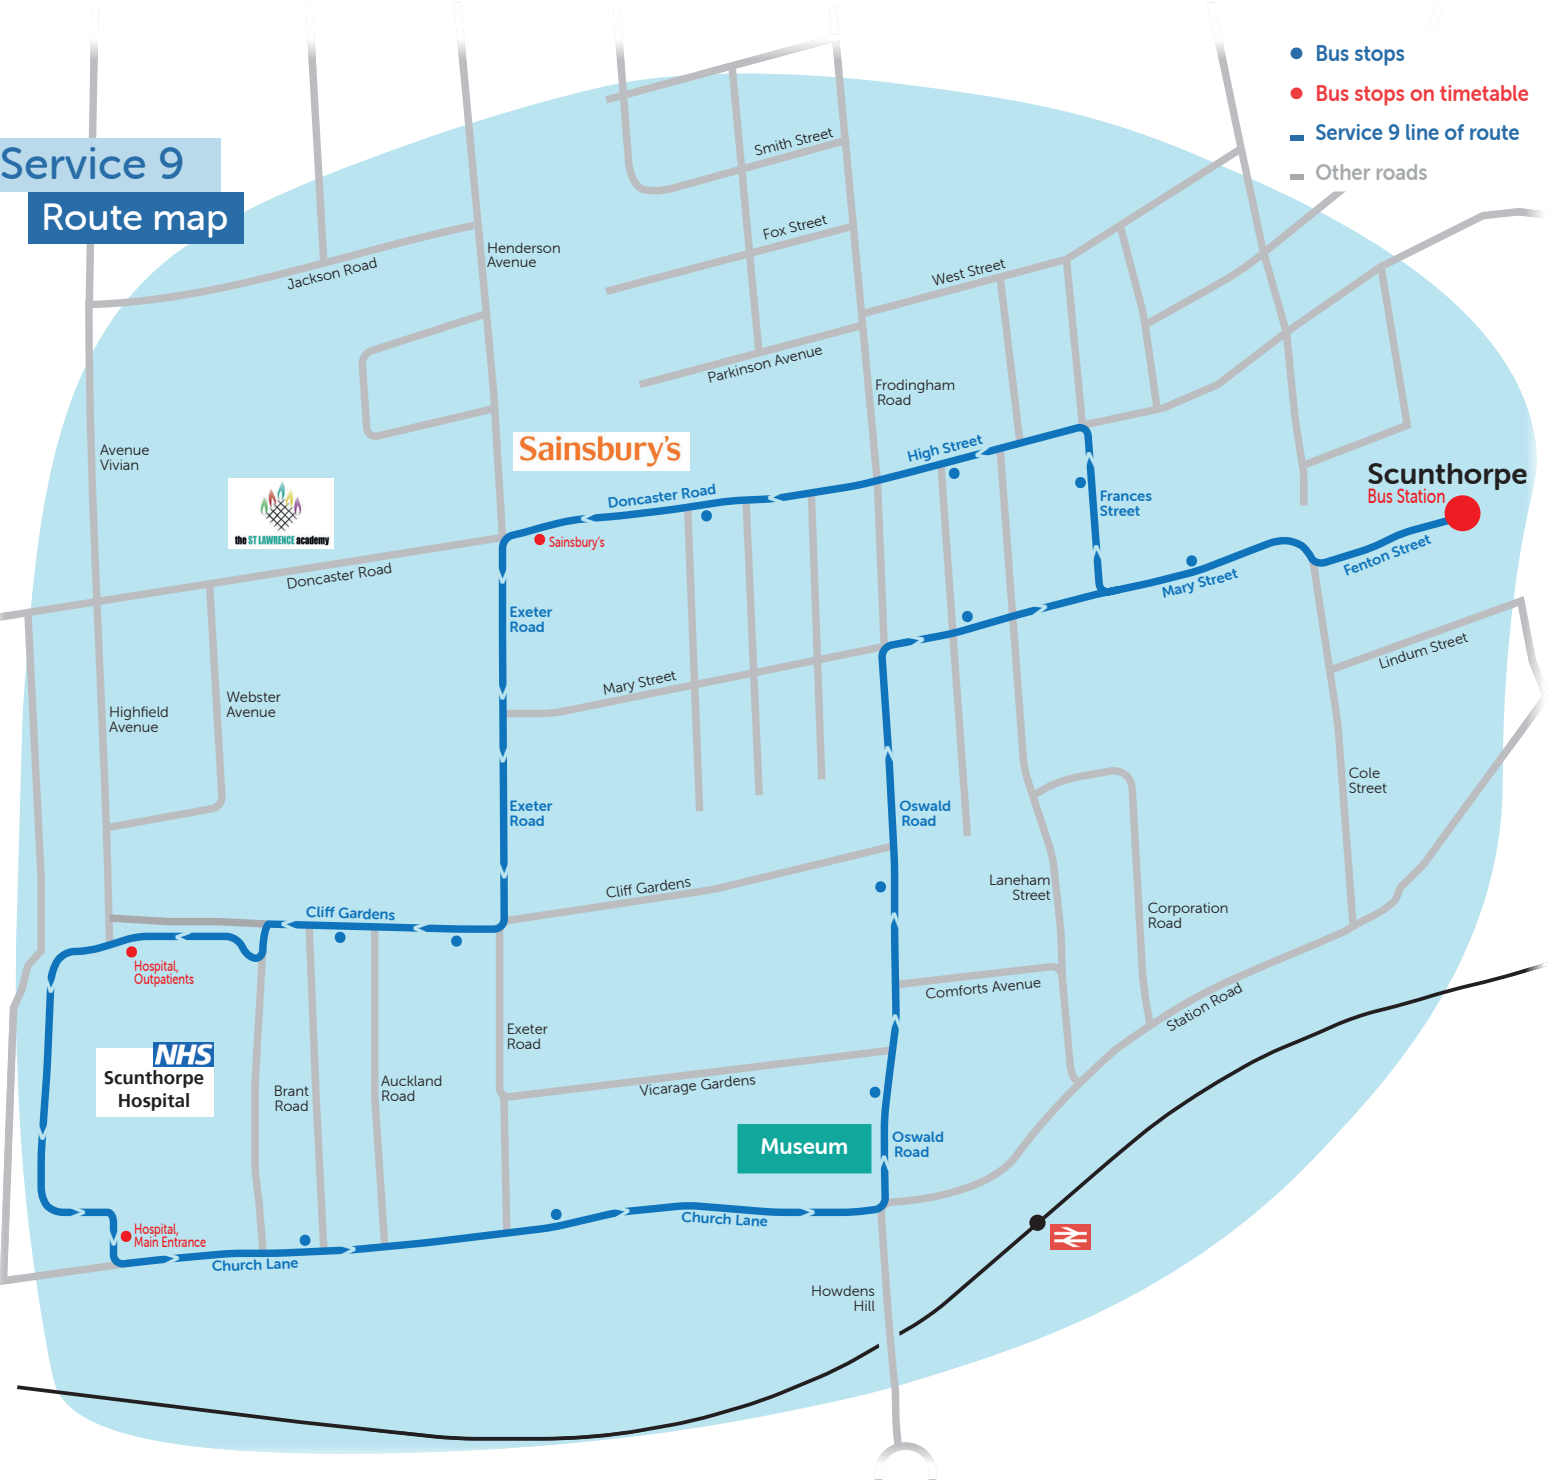 Bus stops
Bus stops on timetable
Service 9 line of route
Other roads
Service 9
Route map
Smith Street
Fox Street
Henderson
Avenue
Jackson Road
West Street
Parkinson Avenue
Frodingham
Road
Avenue
Vivian
Sainsbury's
High Street
Scunthorpe
Bus Station
the ST LAWRENCE academy
Doncaster Road
Frances
Street
Sainsbury's
Fenton Street
Doncaster Road
Mary Street
Exeter
Road
Lindum Street
Mary Street
Webster
Avenue
Highfield
Avenue
Cole
Street
Exeter
Road
Oswald
Road
Cliff Gardens
Laneham
Street
Cliff Gardens
Corporation
Road
Hospital,
Outpatients
Comforts Avenue
Station Road
Exeter
Road
NHS
Scunthorpe
Hospital
Brant
Road
Auckland
Road
Vicarage Gardens
Museum
Oswald
Road
Hospital,
Main Entrance
Church Lane
Church Lane
Howdens
Hill